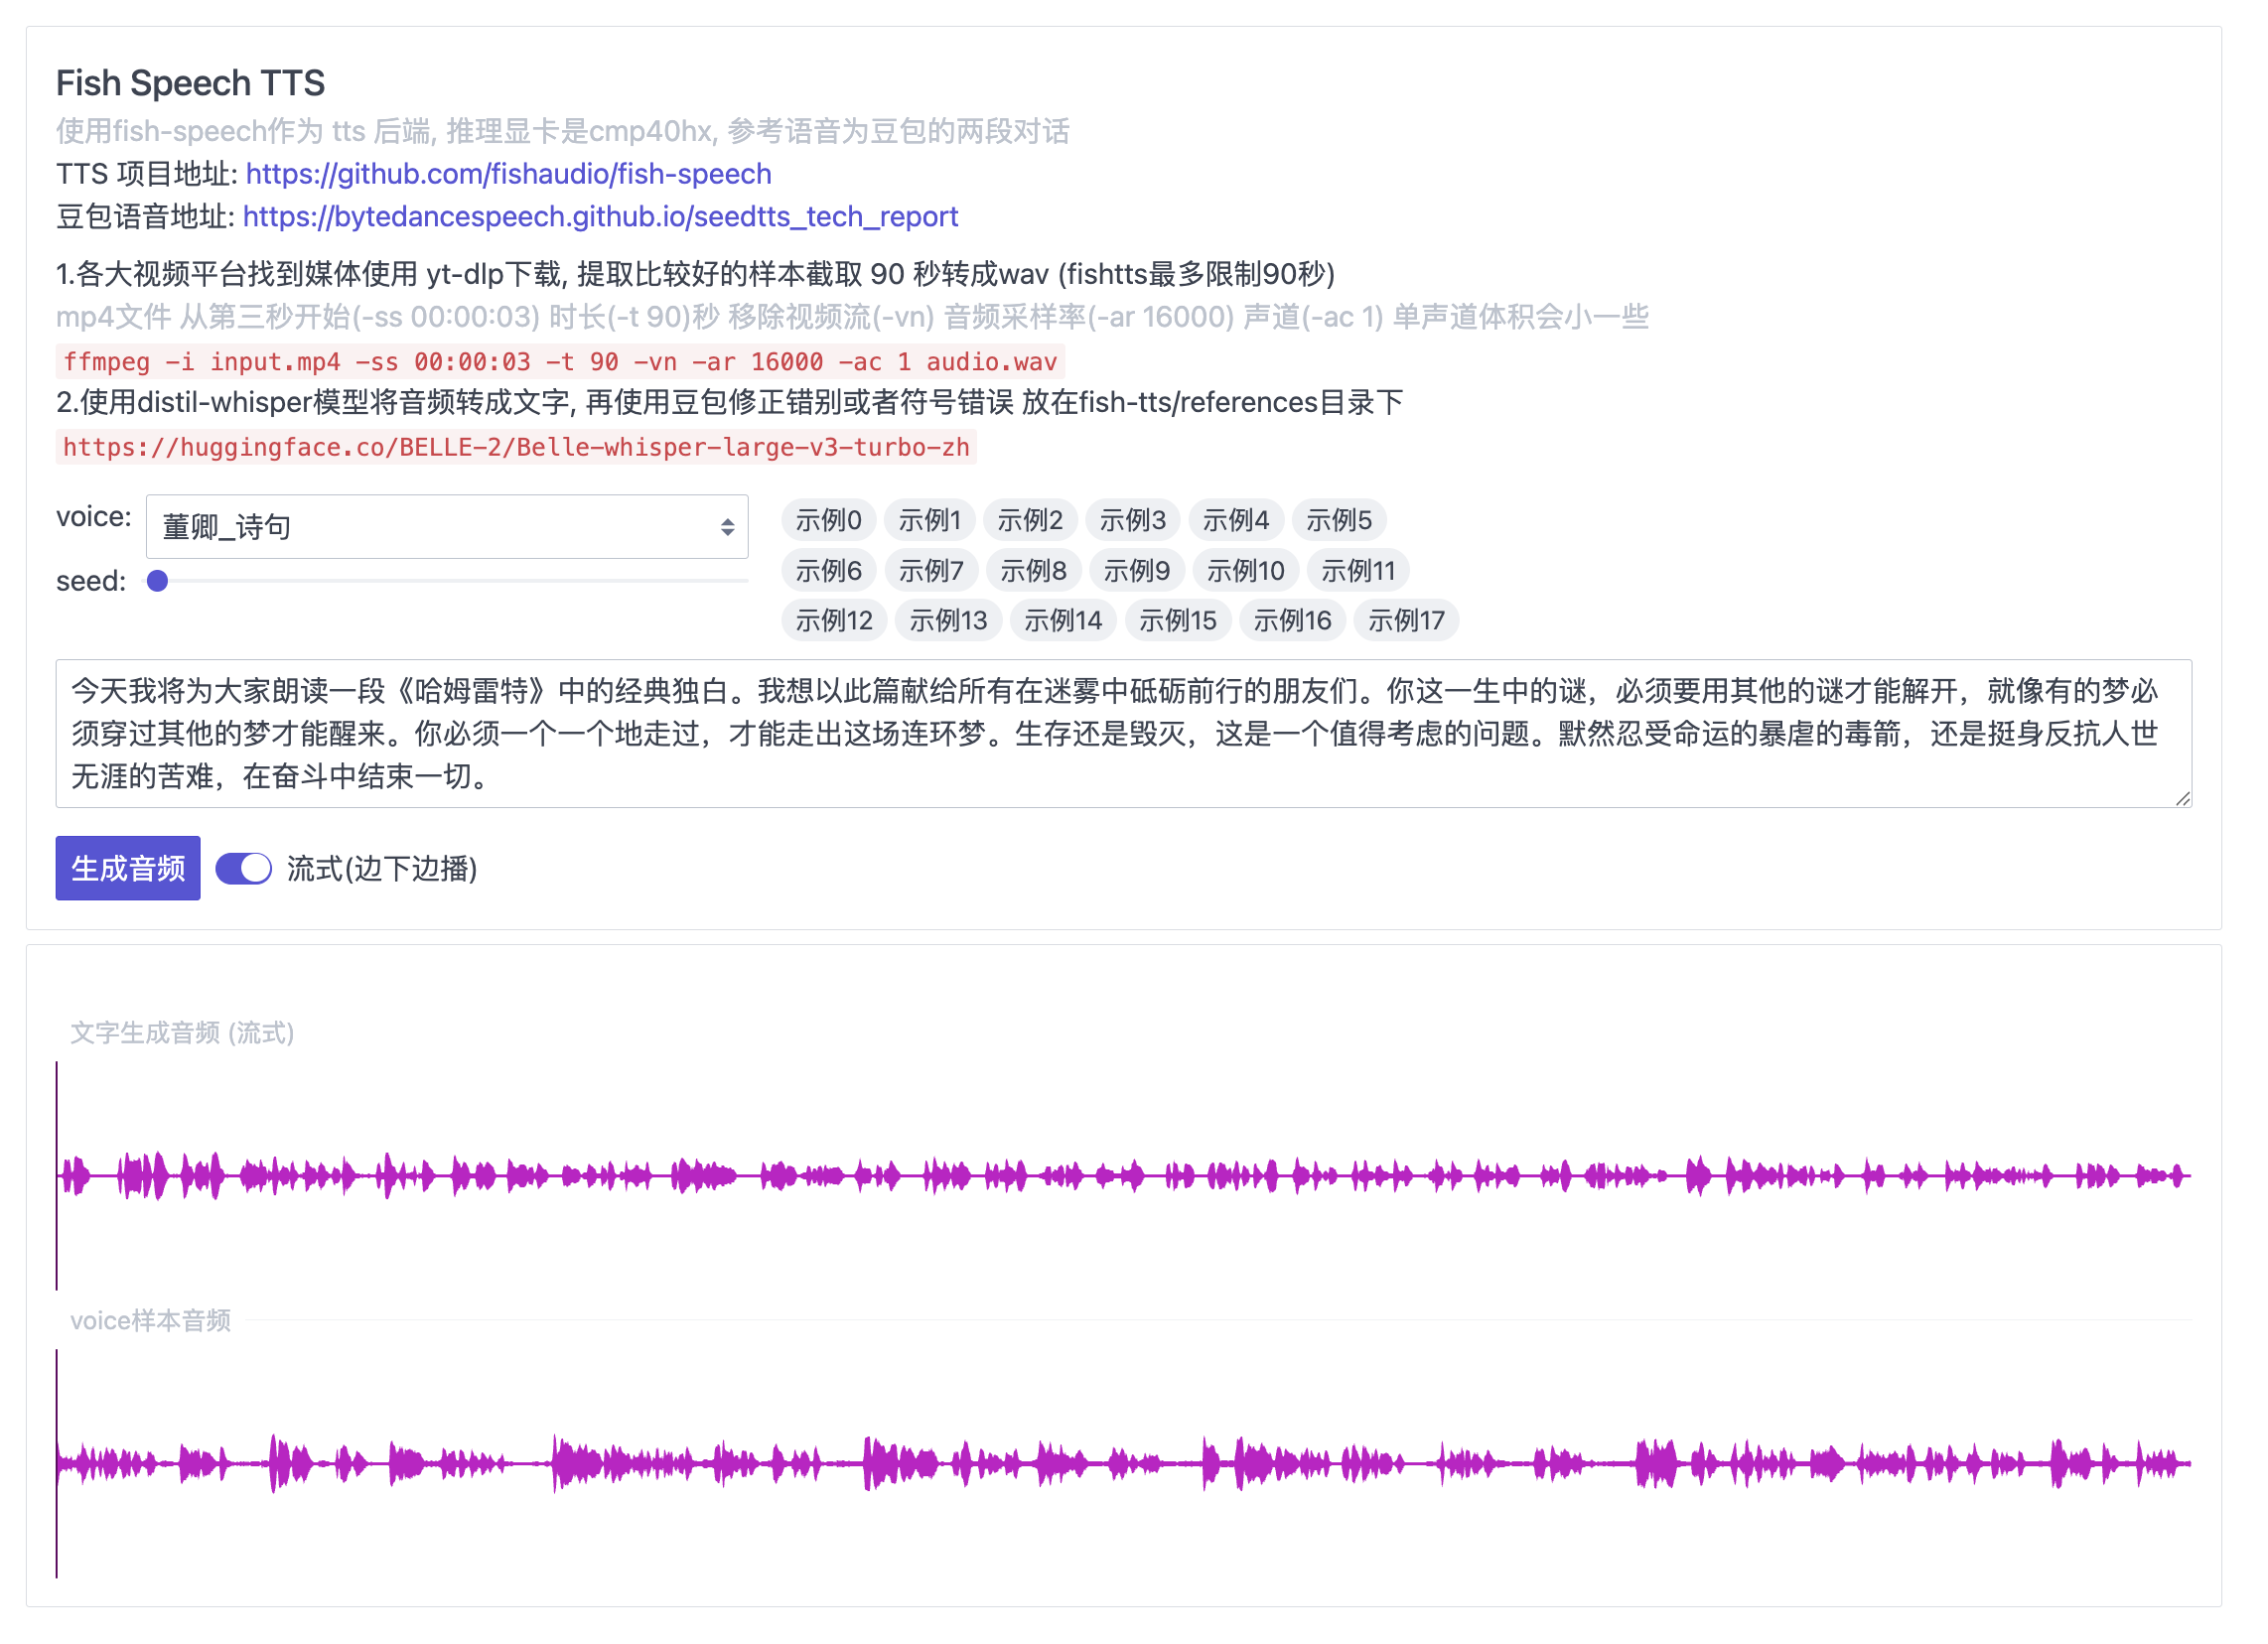 Fish Speech TTS
使用fish-speech作为 tts 后端, 推理显卡是cmp40hx, 参考语音为豆包的两段对话
TTS 项目地址: https://github.com/fishaudio/fish-speech
豆包语音地址: https://bytedancespeech.github.io/seedtts_tech_report
1.各大视频平台找到媒体使用 yt-dlp下载, 提取比较好的样本截取 90 秒转成wav (fishtts最多限制90秒)
mp4文件 从第三秒开始(-ss 00:00:03) 时长(-t 90)秒 移除视频流(-vn) 音频采样率(-ar 16000) 声道(-ac 1) 单声道体积会小一些
ffmpeg -i input.mp4 -ss 00:00:03 -t 90 -vn -ar 16000 -ac 1 audio.wav
2.使用distil-whisper模型将音频转成文字, 再使用豆包修正错别或者符号错误 放在fish-tts/references目录下
https://huggingface.co/BELLE-2/Belle-whisper-large-v3-turbo-zh
voice: 董卿_诗句
seed:
示例0 示例1 示例2 示例3 示例4 示例5
示例6 示例7 示例8 示例9 示例10 示例11
示例12 示例13 示例14 示例15 示例16 示例17
今天我将为大家朗读一段《哈姆雷特》中的经典独白。我想以此篇献给所有在迷雾中砥砺前行的朋友们。你这一生中的谜，必须要用其他的谜才能解开，就像有的梦必
须穿过其他的梦才能醒来。你必须一个一个地走过，才能走出这场连环梦。生存还是毁灭，这是一个值得考虑的问题。默然忍受命运的暴虐的毒箭，还是挺身反抗人世
无涯的苦难，在奋斗中结束一切。
生成音频 流式(边下边播)
文字生成音频 (流式)
voice样本音频